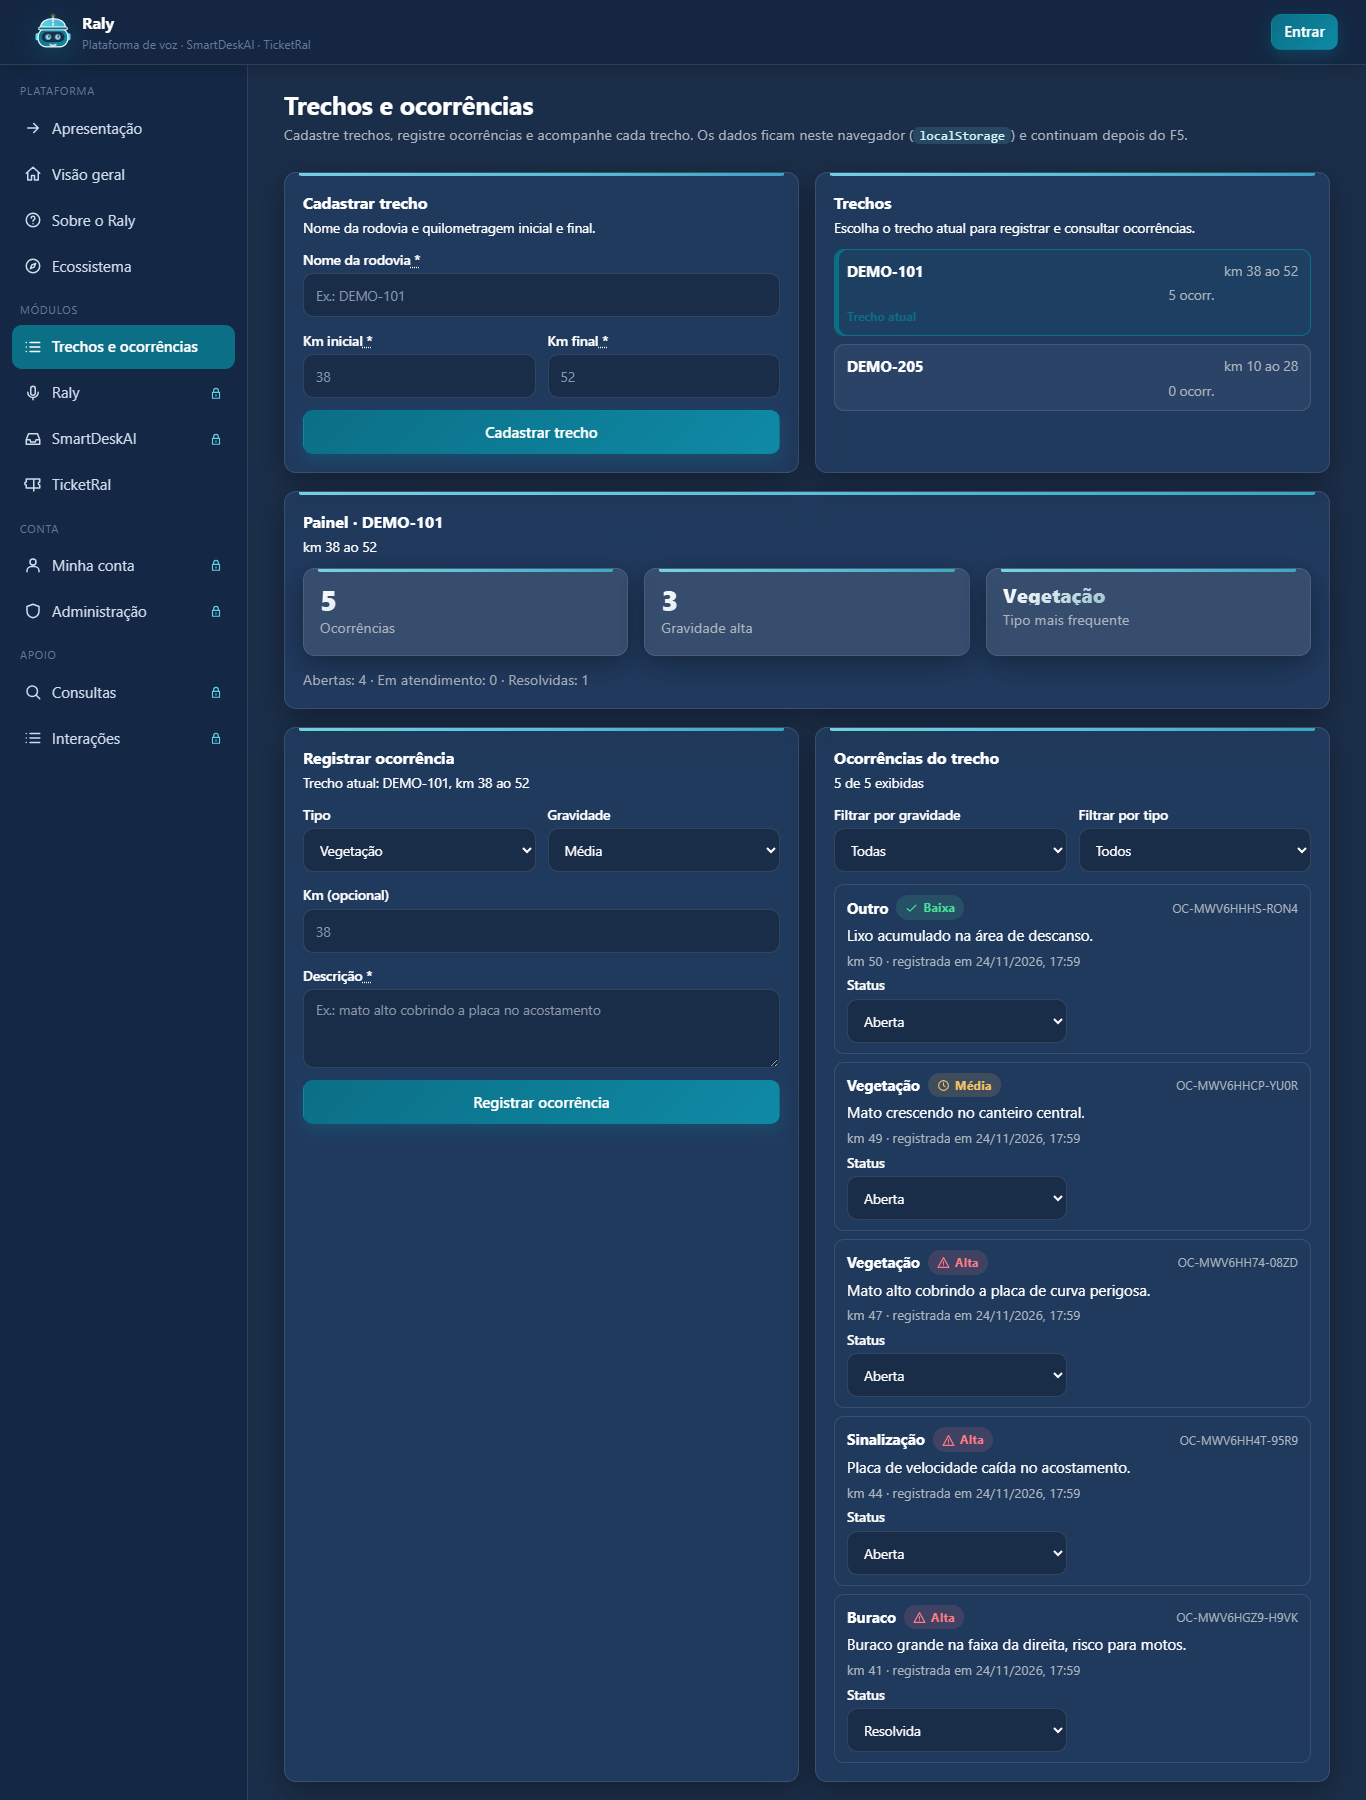 Raly
Plataforma de voz · SmartDeskAI · TicketRal
Entrar
PLATAFORMA
Apresentação
Visão geral
Sobre o Raly
Ecossistema
MÓDULOS
Trechos e ocorrências
Raly
SmartDeskAI
TicketRal
CONTA
Minha conta
Administração
APOIO
Consultas
Interações
Trechos e ocorrências
Cadastre trechos, registre ocorrências e acompanhe cada trecho. Os dados ficam neste navegador (localStorage) e continuam depois do F5.
Cadastrar trecho
Nome da rodovia e quilometragem inicial e final.
Nome da rodovia *
Ex.: DEMO-101
Km inicial * Km final *
38 52
Cadastrar trecho
Trechos
Escolha o trecho atual para registrar e consultar ocorrências.
DEMO-101 km 38 ao 52
5 ocorr.
Trecho atual
DEMO-205 km 10 ao 28
0 ocorr.
Painel · DEMO-101
km 38 ao 52
5
Ocorrências
3
Gravidade alta
Vegetação
Tipo mais frequente
Abertas: 4 · Em atendimento: 0 · Resolvidas: 1
Registrar ocorrência
Trecho atual: DEMO-101, km 38 ao 52
Tipo Gravidade
Vegetação Média
Km (opcional)
38
Descrição *
Ex.: mato alto cobrindo a placa no acostamento
Registrar ocorrência
Ocorrências do trecho
5 de 5 exibidas
Filtrar por gravidade Filtrar por tipo
Todas Todos
Outro Baixa OC-MWV6HHHS-RON4
Lixo acumulado na área de descanso.
km 50 · registrada em 24/11/2026, 17:59
Status
Aberta
Vegetação Média OC-MWV6HHCP-YU0R
Mato crescendo no canteiro central.
km 49 · registrada em 24/11/2026, 17:59
Status
Aberta
Vegetação Alta OC-MWV6HH74-08ZD
Mato alto cobrindo a placa de curva perigosa.
km 47 · registrada em 24/11/2026, 17:59
Status
Aberta
Sinalização Alta OC-MWV6HH4T-95R9
Placa de velocidade caída no acostamento.
km 44 · registrada em 24/11/2026, 17:59
Status
Aberta
Buraco Alta OC-MWV6HGZ9-H9VK
Buraco grande na faixa da direita, risco para motos.
km 41 · registrada em 24/11/2026, 17:59
Status
Resolvida